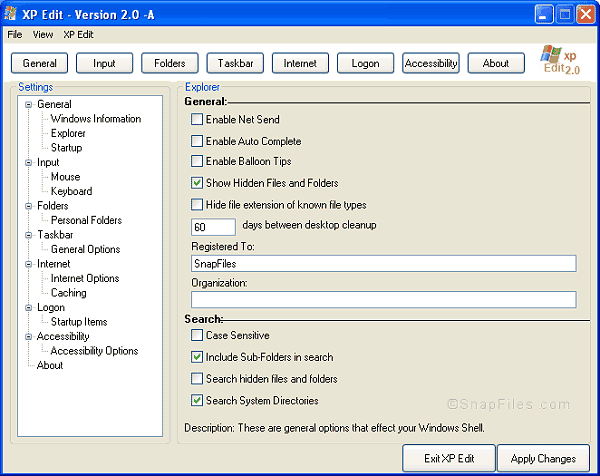 XP Edit - Version 2.0 -A
File View XP Edit
General Input Folders Taskbar Internet Logon Accessibility About
xp
Edit 2.0
Settings
General
Windows Information
Explorer
Startup
Input
Mouse
Keyboard
Folders
Personal Folders
Taskbar
General Options
Internet
Internet Options
Caching
Logon
Startup Items
Accessibility
Accessibility Options
About
Explorer
General:
Enable Net Send
Enable Auto Complete
Enable Balloon Tips
Show Hidden Files and Folders
Hide file extension of known file types
60 days between desktop cleanup
Registered To:
SnapFiles
Organization:
Search:
Case Sensitive
Include Sub-Folders in search
Search hidden files and folders
Search System Directories
©SnapFiles.com
Description: These are general options that effect your Windows Shell.
Exit XP Edit Apply Changes